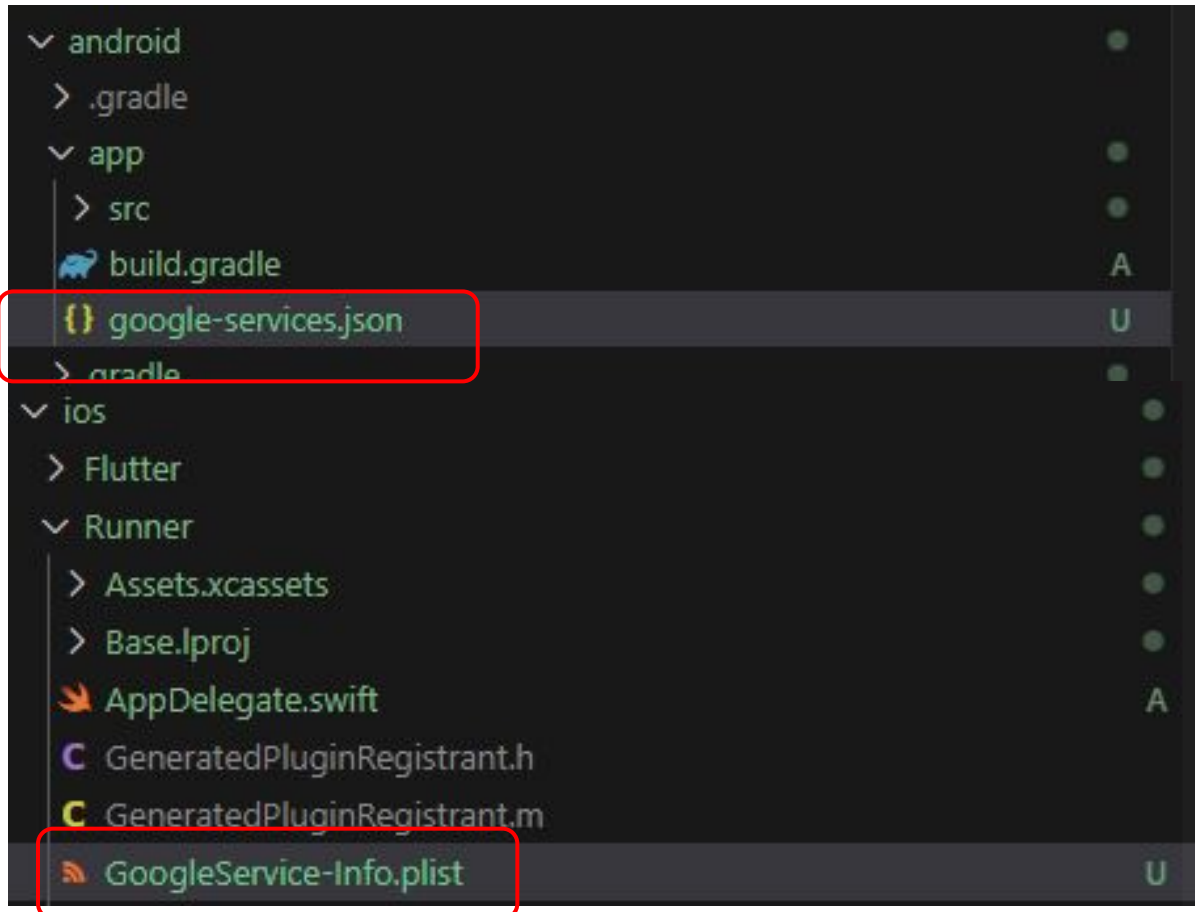 android
.gradle
app
src
build.gradle A
{} google-services.json U
gradle
ios
Flutter
Runner
Assets.xcassets
Base.lproj
AppDelegate.swift A
C GeneratedPluginRegistrant.h
C GeneratedPluginRegistrant.m
GoogleService-Info.plist U